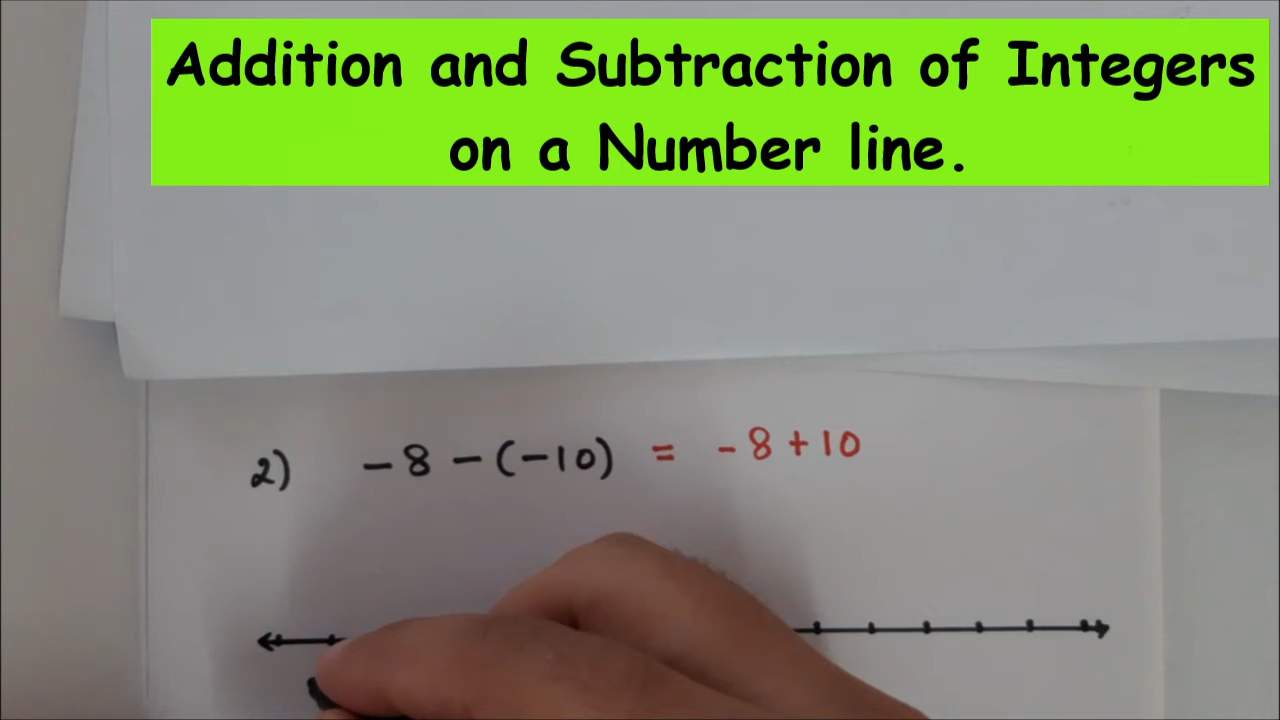 Addition and Subtraction of Integers
on a Number line.
2) -8 -(-10) = -8+10